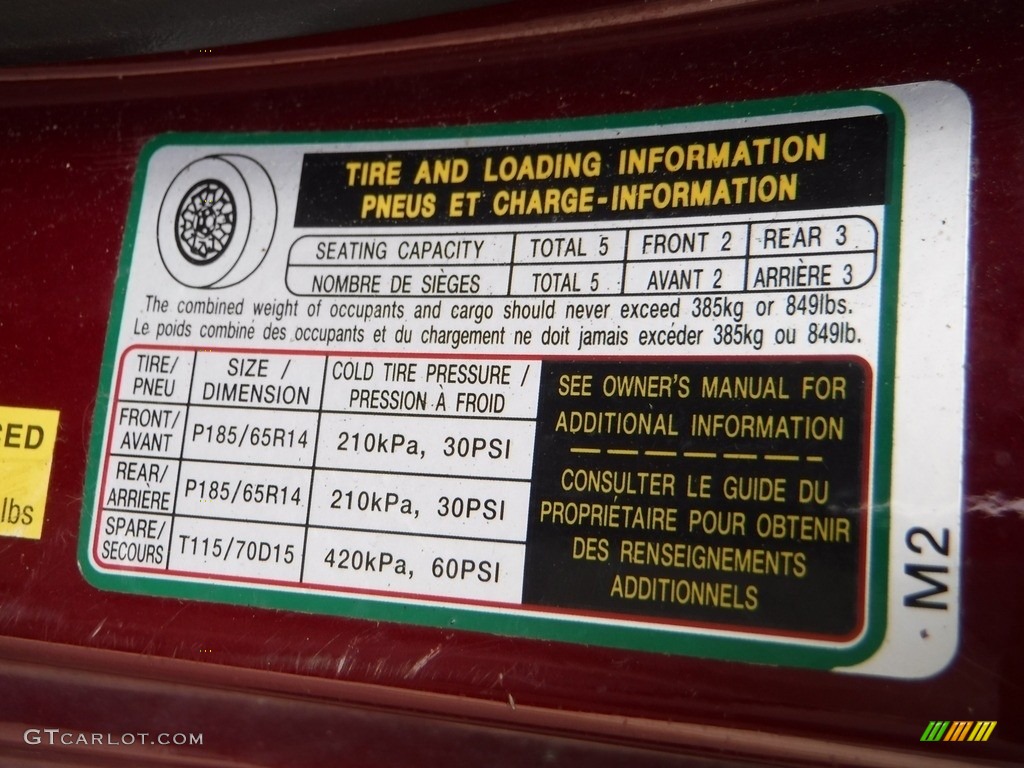 TIRE AND LOADING INFORMATION
PNEUS ET CHARGE-INFORMATION
SEATING CAPACITY TOTAL 5 FRONT 2 REAR 3
NOMBRE DE SIÈGES TOTAL 5 AVANT 2 ARRIÈRE 3
The combined weight of occupants and cargo should never exceed 385kg or 849lbs.
Le poids combiné des occupants et du chargement ne doit jamais excéder 385kg ou 849lb.
TIRE/ SIZE / COLD TIRE PRESSURE /
PNEU DIMENSION PRESSION À FROID
FRONT/
AVANT P185/65R14 210kPa, 30PSI
REAR/
ARRIÈRE P185/65R14 210kPa, 30PSI
SPARE/
SECOURS T115/70D15 420kPa, 60PSI
SEE OWNER'S MANUAL FOR
ADDITIONAL INFORMATION
CONSULTER LE GUIDE DU
PROPRIÉTAIRE POUR OBTENIR
DES RENSEIGNEMENTS
ADDITIONNELS
M2
lbs
GTCARLOT.COM